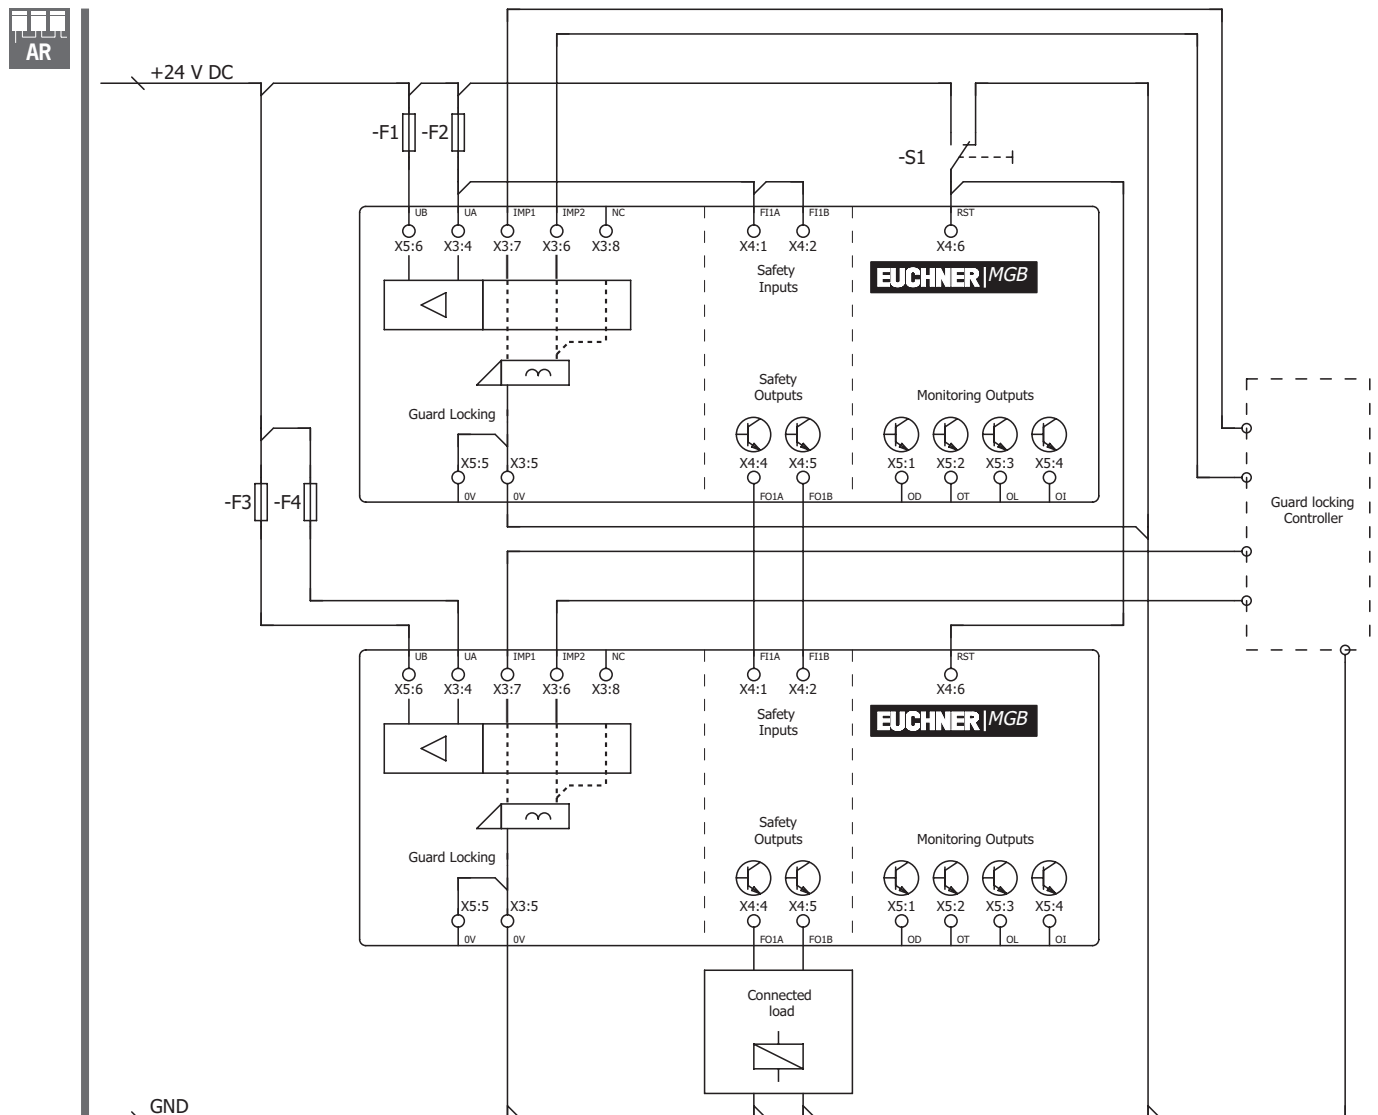 AR
+24 V DC
-F1
-F2
-S1
UB
UA
IMP1
IMP2
NC
FI1A
FI1B
RST
X5:6
X3:4
X3:7
X3:6
X3:8
X4:1
X4:2
X4:6
Safety
Inputs
EUCHNER MGB
Safety
Outputs
Monitoring Outputs
Guard Locking
X5:5
X3:5
X4:4
X4:5
X5:1
X5:2
X5:3
X5:4
0V
0V
FO1A
FO1B
OD
OT
OL
OI
-F3
-F4
Guard locking
Controller
UB
UA
IMP1
IMP2
NC
FI1A
FI1B
RST
X5:6
X3:4
X3:7
X3:6
X3:8
X4:1
X4:2
X4:6
Safety
Inputs
EUCHNER MGB
Safety
Outputs
Monitoring Outputs
Guard Locking
X5:5
X3:5
X4:4
X4:5
X5:1
X5:2
X5:3
X5:4
0V
0V
FO1A
FO1B
OD
OT
OL
OI
Connected
load
GND